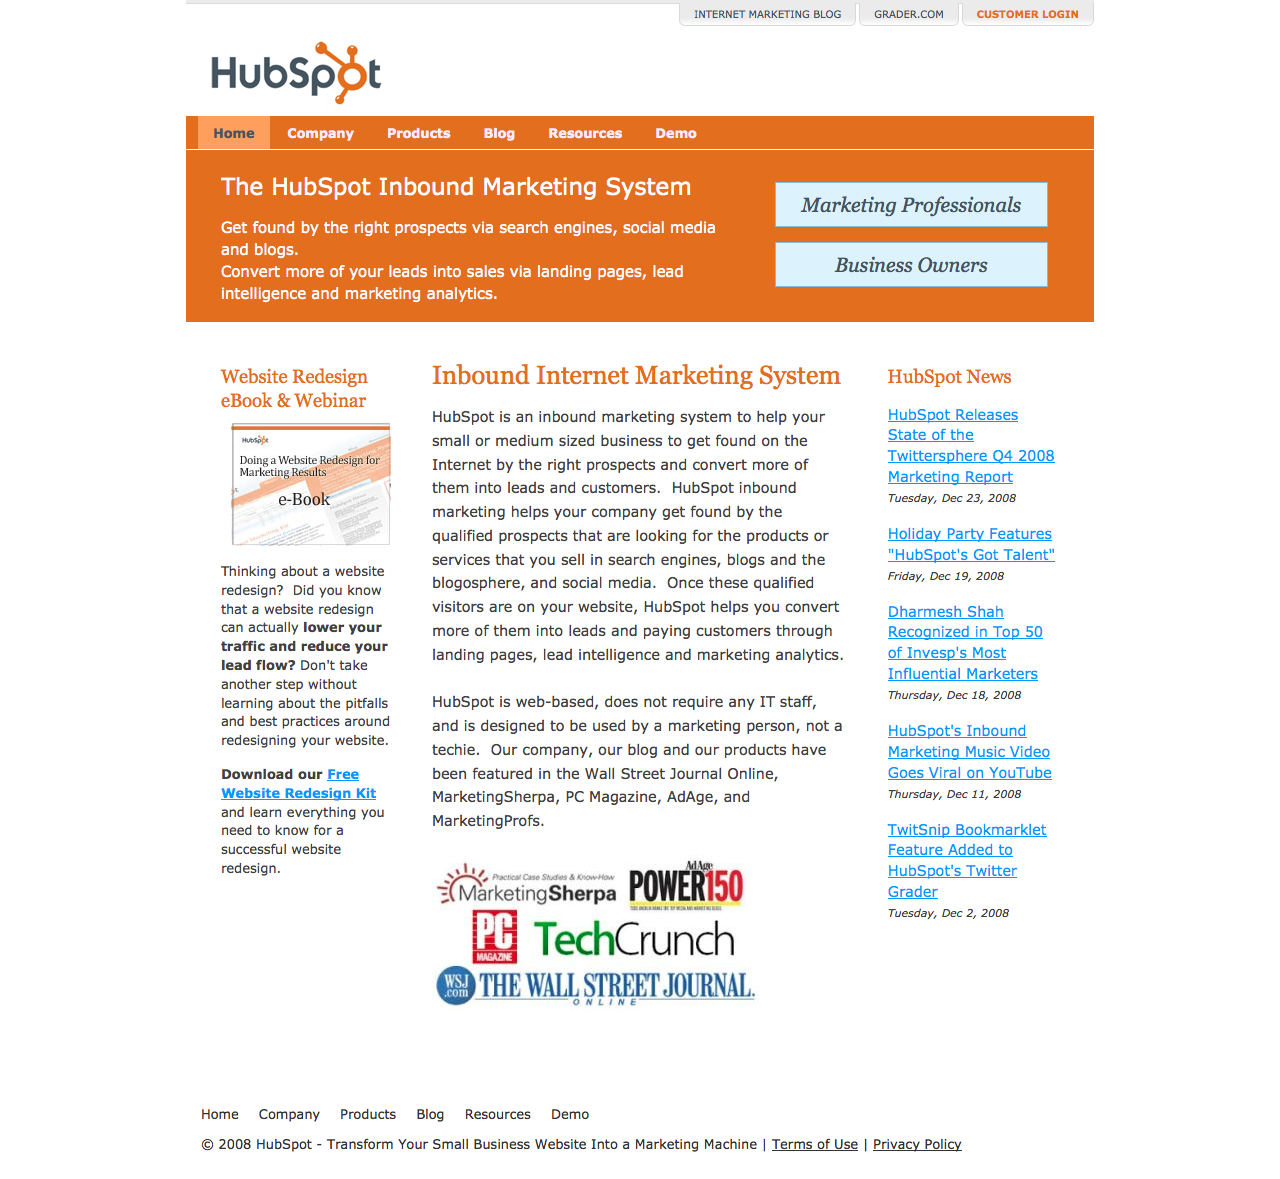 INTERNET MARKETING BLOG
GRADER.COM
CUSTOMER LOGIN
HubSpot
Home
Company
Products
Blog
Resources
Demo
The HubSpot Inbound Marketing System
Get found by the right prospects via search engines, social media
and blogs.
Convert more of your leads into sales via landing pages, lead
intelligence and marketing analytics.
Marketing Professionals
Business Owners
Website Redesign
eBook & Webinar
HubSpot
Doing a Website Redesign for
Marketing Results
e-Book
Thinking about a website
redesign?  Did you know
that a website redesign
can actually lower your
traffic and reduce your
lead flow? Don't take
another step without
learning about the pitfalls
and best practices around
redesigning your website.
Download our Free
Website Redesign Kit
and learn everything you
need to know for a
successful website
redesign.
Inbound Internet Marketing System
HubSpot is an inbound marketing system to help your
small or medium sized business to get found on the
Internet by the right prospects and convert more of
them into leads and customers.  HubSpot inbound
marketing helps your company get found by the
qualified prospects that are looking for the products or
services that you sell in search engines, blogs and the
blogosphere, and social media.  Once these qualified
visitors are on your website, HubSpot helps you convert
more of them into leads and paying customers through
landing pages, lead intelligence and marketing analytics.
HubSpot is web-based, does not require any IT staff,
and is designed to be used by a marketing person, not a
techie.  Our company, our blog and our products have
been featured in the Wall Street Journal Online,
MarketingSherpa, PC Magazine, AdAge, and
MarketingProfs.
Practical Case Studies & Know-How
MarketingSherpa
AdAge
POWER150
PC
MAGAZINE
TechCrunch
WSJ
.com
THE WALL STREET JOURNAL.
ONLINE
HubSpot News
HubSpot Releases
State of the
Twittersphere Q4 2008
Marketing Report
Tuesday, Dec 23, 2008
Holiday Party Features
"HubSpot's Got Talent"
Friday, Dec 19, 2008
Dharmesh Shah
Recognized in Top 50
of Invesp's Most
Influential Marketers
Thursday, Dec 18, 2008
HubSpot's Inbound
Marketing Music Video
Goes Viral on YouTube
Thursday, Dec 11, 2008
TwitSnip Bookmarklet
Feature Added to
HubSpot's Twitter
Grader
Tuesday, Dec 2, 2008
Home
Company
Products
Blog
Resources
Demo
© 2008 HubSpot - Transform Your Small Business Website Into a Marketing Machine | Terms of Use | Privacy Policy